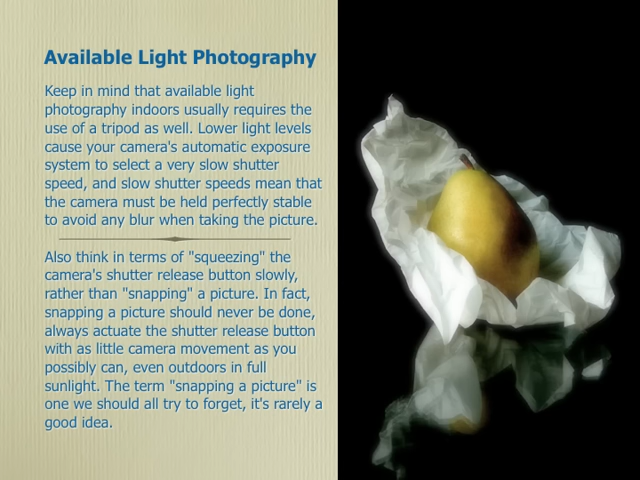 Available Light Photography
Keep in mind that available light
photography indoors usually requires the
use of a tripod as well. Lower light levels
cause your camera's automatic exposure
system to select a very slow shutter
speed, and slow shutter speeds mean that
the camera must be held perfectly stable
to avoid any blur when taking the picture.
Also think in terms of "squeezing" the
camera's shutter release button slowly,
rather than "snapping" a picture. In fact,
snapping a picture should never be done,
always actuate the shutter release button
with as little camera movement as you
possibly can, even outdoors in full
sunlight. The term "snapping a picture" is
one we should all try to forget, it's rarely a
good idea.